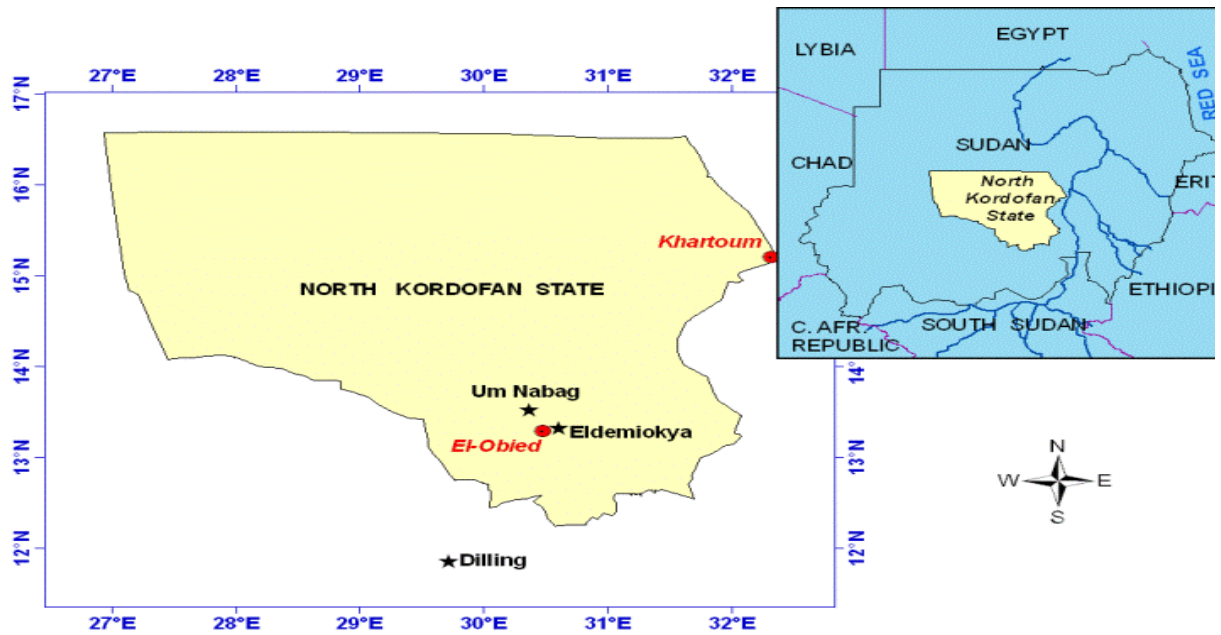 27°E 28°E 29°E 30°E 31°E 32°E
17°N
16°N
15°N
14°N
13°N
12°N
Khartoum
NORTH KORDOFAN STATE
Um Nabag
Eldemiokya
El-Obied
Dilling
14°
13°N
12°N
27°E 28°E 29°E 30°E 31°E 32°E
EGYPT
LYBIA
RED SEA
SUDAN
CHAD
North
Kordofan
State
ERIT
ETHIOPI
C. AFR.
REPUBLIC
SOUTH SUDAN
N
W E
S